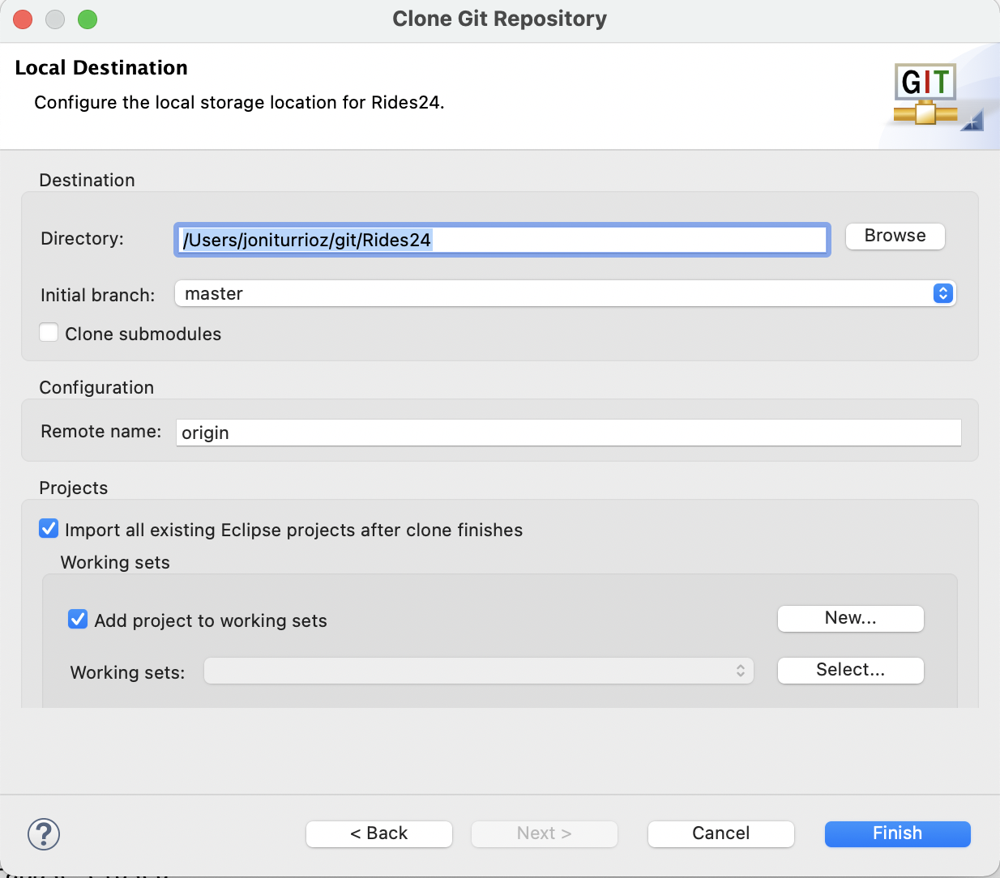 Clone Git Repository
Local Destination
Configure the local storage location for Rides24.
GIT
Destination
Directory: /Users/joniturrioz/git/Rides24 Browse
Initial branch: master
Clone submodules
Configuration
Remote name: origin
Projects
Import all existing Eclipse projects after clone finishes
Working sets
Add project to working sets New...
Working sets: Select...
? < Back Next > Cancel Finish